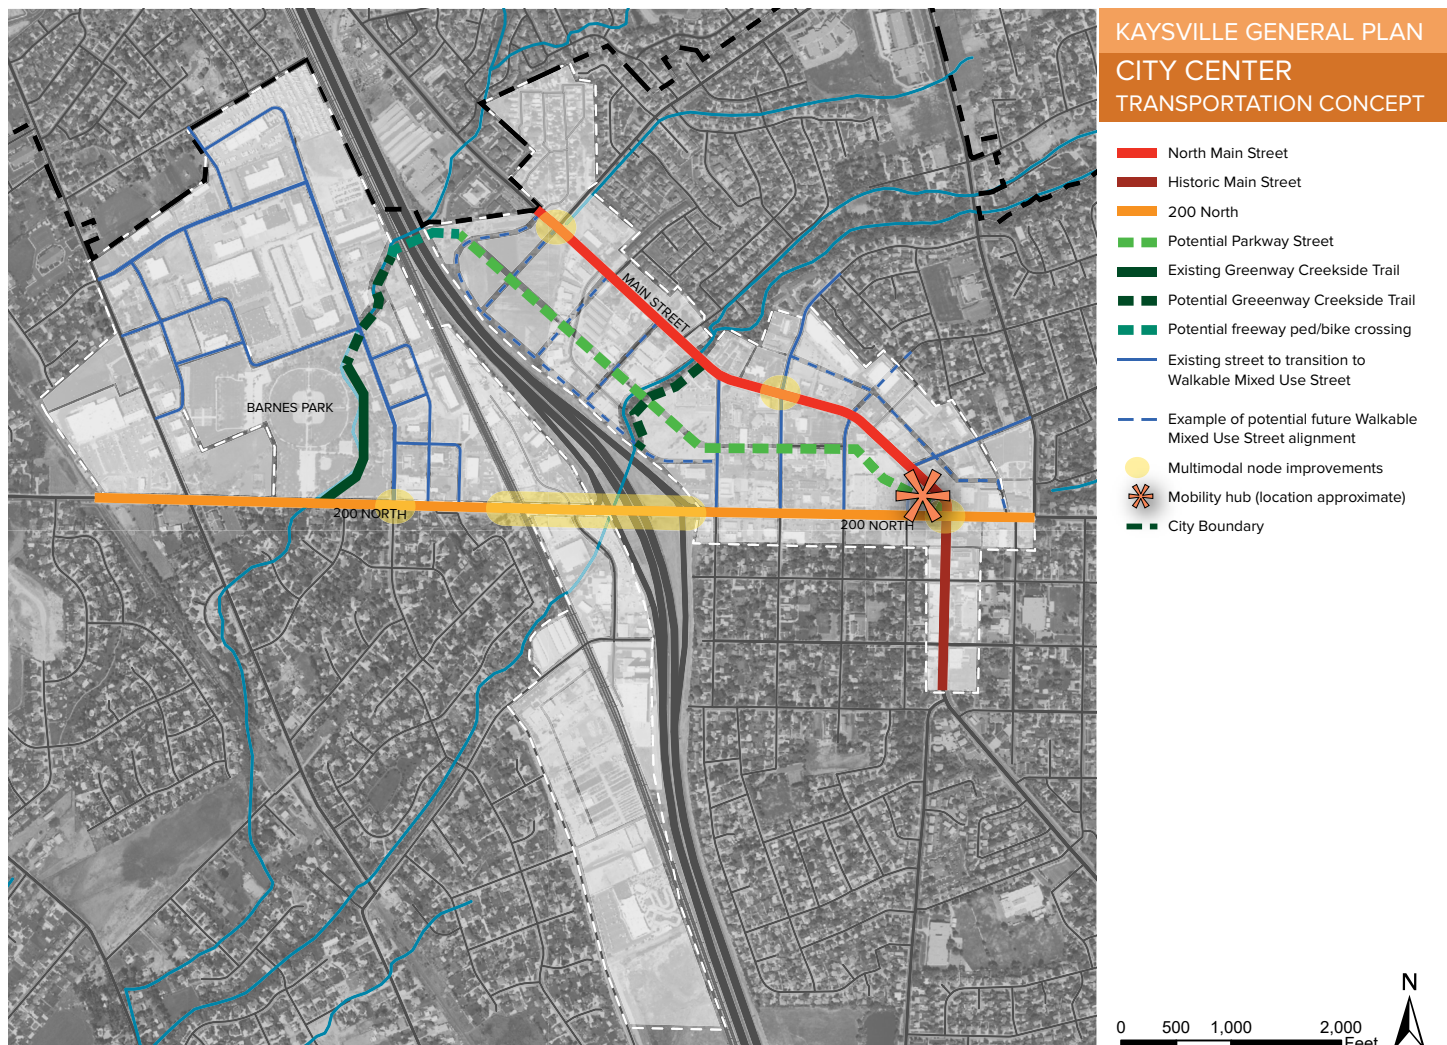 KAYSVILLE GENERAL PLAN
CITY CENTER
TRANSPORTATION CONCEPT
North Main Street
Historic Main Street
200 North
Potential Parkway Street
Existing Greenway Creekside Trail
Potential Greeenway Creekside Trail
Potential freeway ped/bike crossing
Existing street to transition to
Walkable Mixed Use Street
Example of potential future Walkable
Mixed Use Street alignment
Multimodal node improvements
Mobility hub (location approximate)
City Boundary
MAIN STREET
BARNES PARK
200 NORTH
200 NORTH
N
0 500 1,000 2,000
Feet